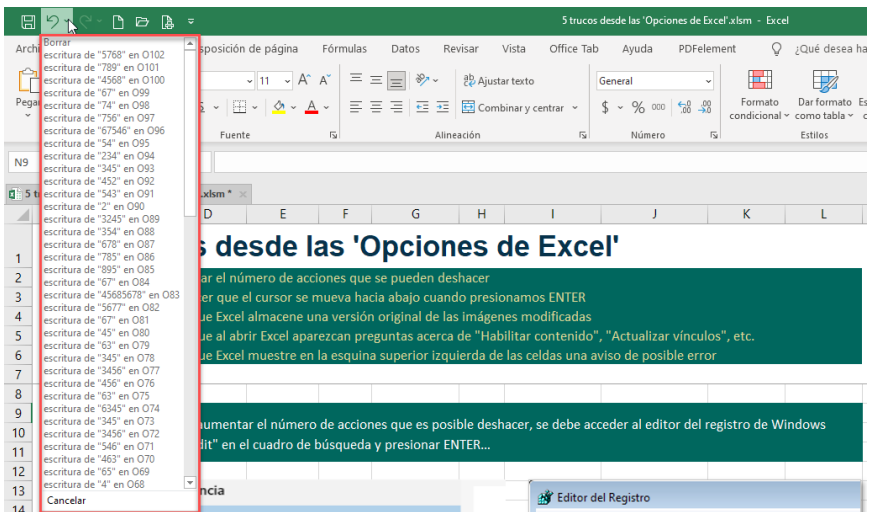 5 trucos desde las 'Opciones de Excel'.xlsm - Excel
Archi
sposición de página Fórmulas Datos Revisar Vista Office Tab Ayuda PDFelement ¿Qué desea ha
Pegar
11 A^ Aˇ
ab Ajustar texto
General
S A
Combinar y centrar
$ % 000
Formato condicional
Dar formato como tabla
Es
c
Fuente Alineación Número Estilos
N9
5 t
.xlsm *
D E F G H I J K L
Borrar
escritura de "5768" en O102
escritura de "789" en O101
escritura de "4568" en O100
escritura de "67" en O99
escritura de "74" en O98
escritura de "756" en O97
escritura de "67546" en O96
escritura de "54" en O95
escritura de "234" en O94
escritura de "345" en O93
escritura de "452" en O92
escritura de "543" en O91
escritura de "2" en O90
escritura de "3245" en O89
escritura de "354" en O88
escritura de "678" en O87
escritura de "785" en O86
escritura de "895" en O85
escritura de "67" en O84
escritura de "45685678" en O83
escritura de "5677" en O82
escritura de "67" en O81
escritura de "45" en O80
escritura de "63" en O79
escritura de "345" en O78
escritura de "3456" en O77
escritura de "456" en O76
escritura de "63" en O75
escritura de "6345" en O74
escritura de "345" en O73
escritura de "3456" en O72
escritura de "546" en O71
escritura de "463" en O70
escritura de "65" en O69
escritura de "4" en O68
Cancelar
1 s desde las 'Opciones de Excel'
2 ar el número de acciones que se pueden deshacer
3 er que el cursor se mueva hacia abajo cuando presionamos ENTER
4 ue Excel almacene una versión original de las imágenes modificadas
5 ue al abrir Excel aparezcan preguntas acerca de "Habilitar contenido", "Actualizar vínculos", etc.
6 ue Excel muestre en la esquina superior izquierda de las celdas una aviso de posible error
7
8
9
10 aumentar el número de acciones que es posible deshacer, se debe acceder al editor del registro de Windows
11 dit" en el cuadro de búsqueda y presionar ENTER...
12
13 ncia Editor del Registro
14